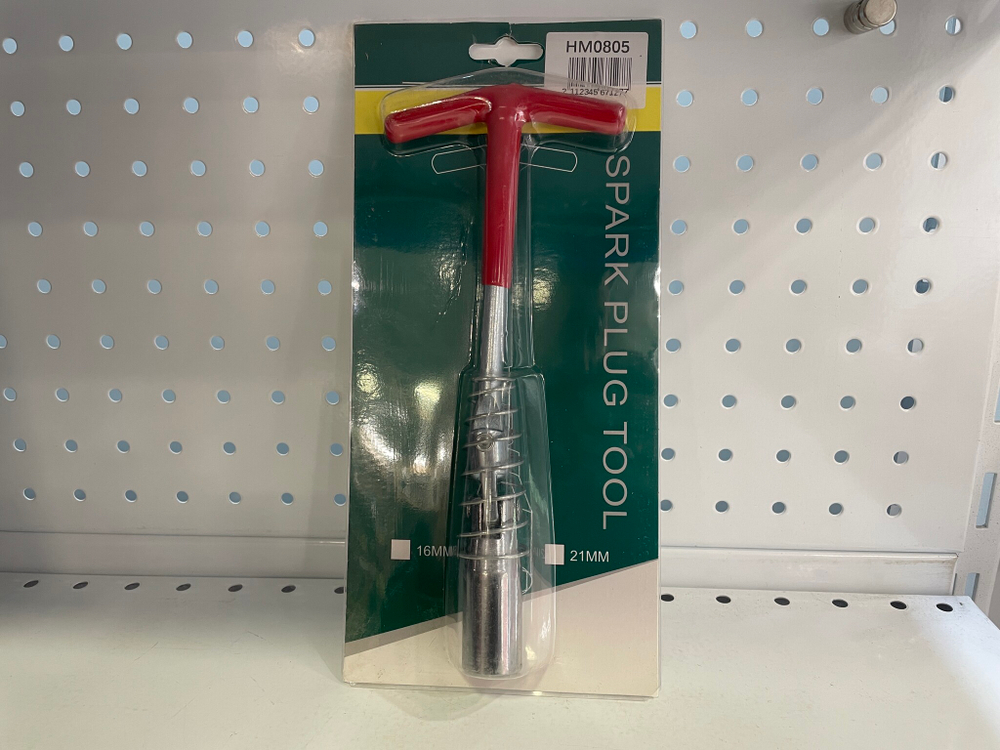 HM0805
SPARK PLUG TOOL
16MM
21MM